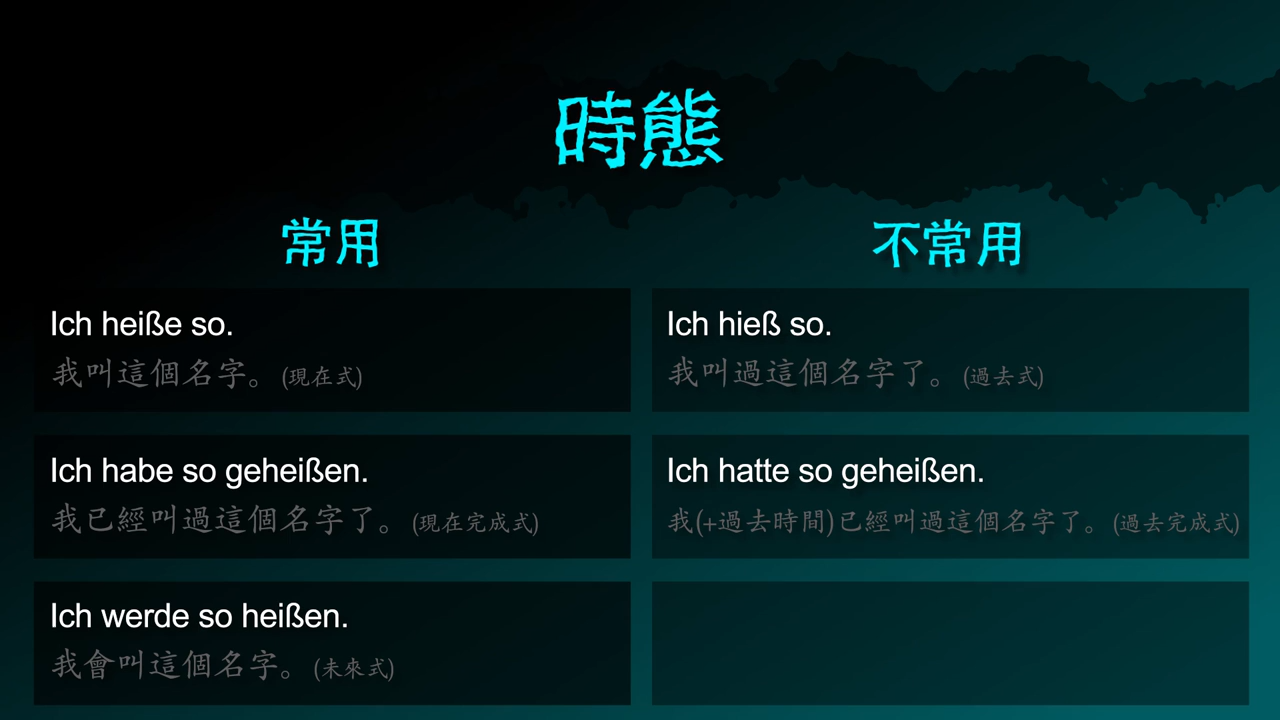 時態
常用
不常用
Ich heiße so.
我叫這個名字。(現在式)
Ich hieß so.
我叫過這個名字了。(過去式)
Ich habe so geheißen.
我已經叫過這個名字了。(現在完成式)
Ich hatte so geheißen.
我(+過去時間)已經叫過這個名字了。(過去完成式)
Ich werde so heißen.
我會叫這個名字。(未來式)